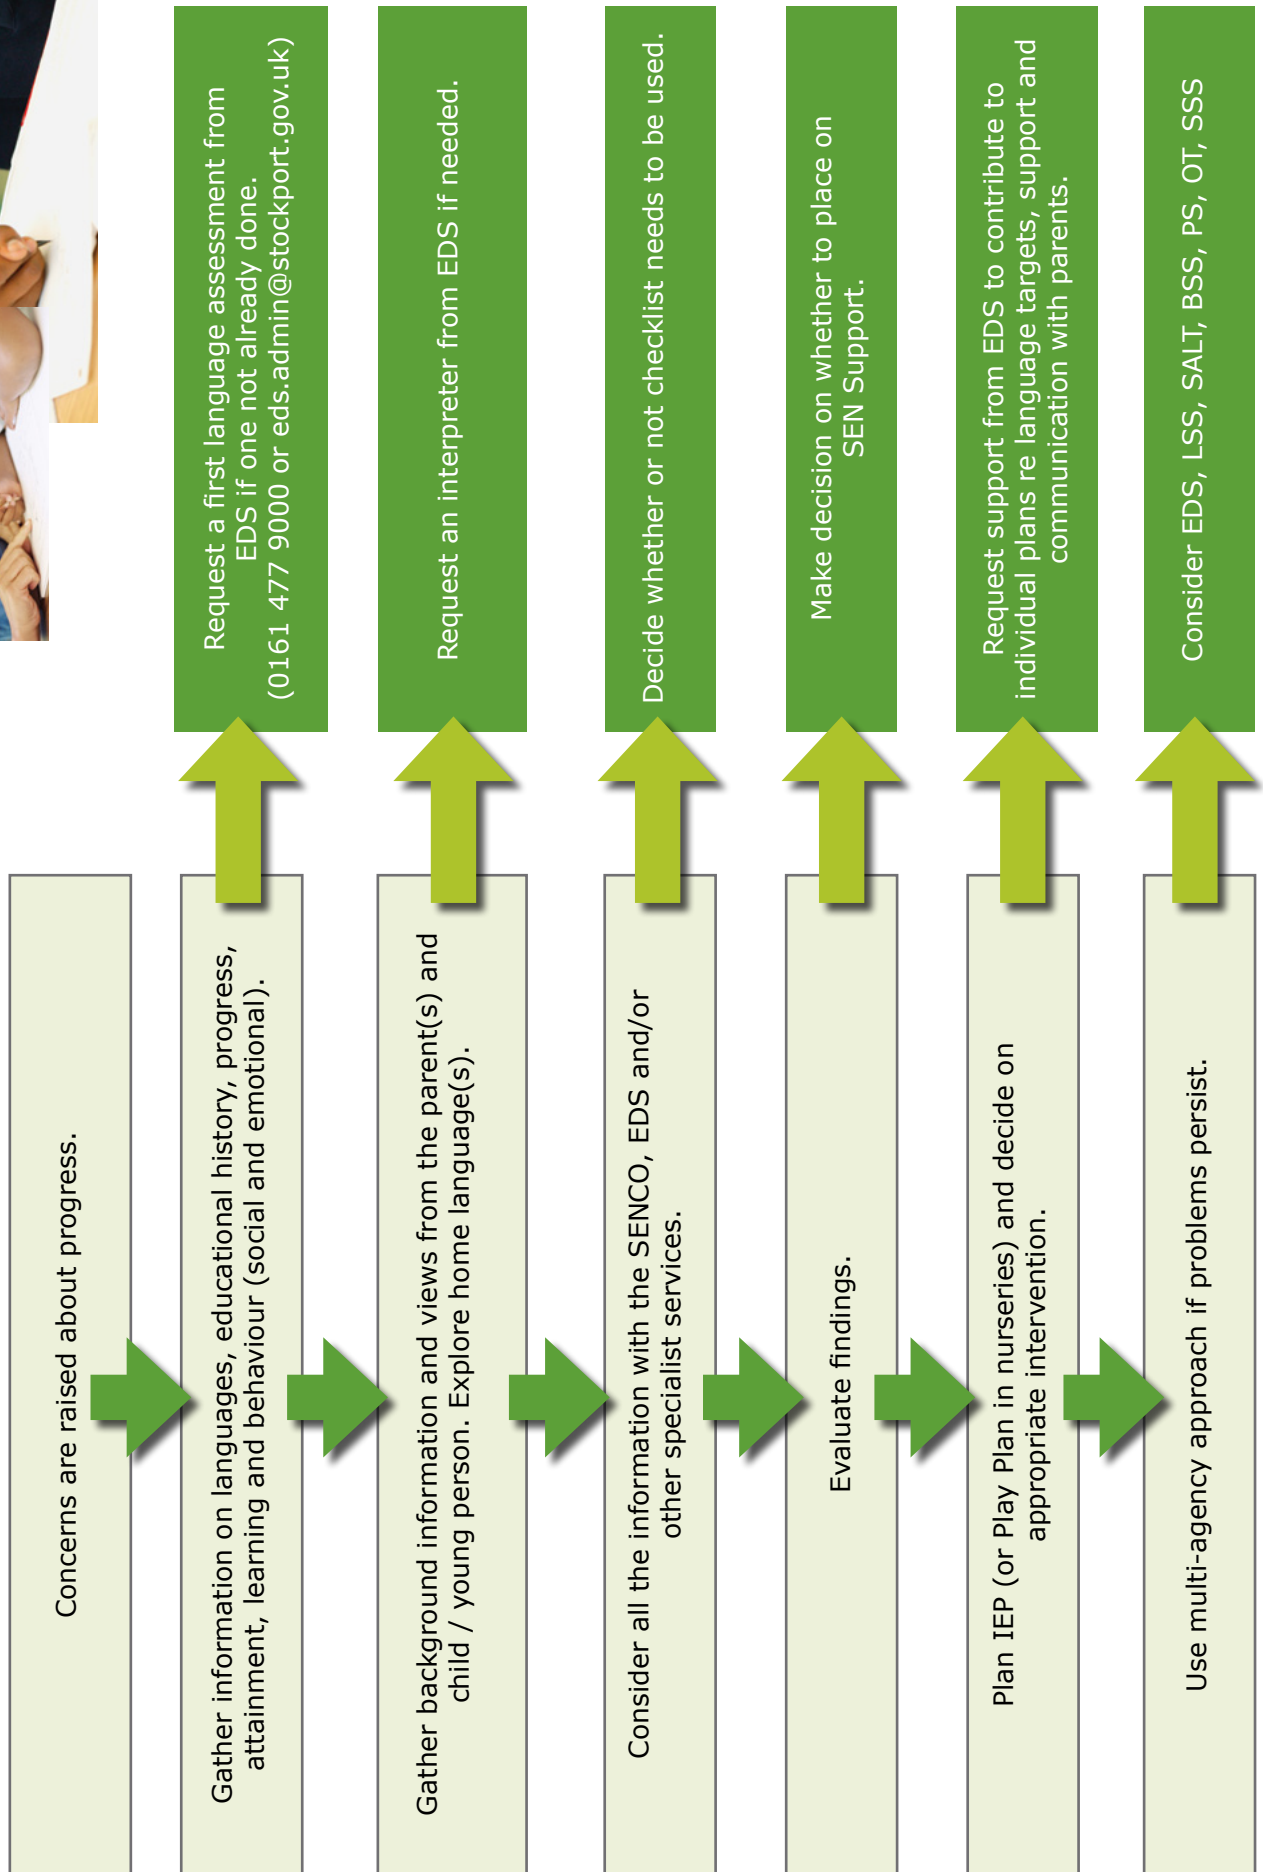 Concerns are raised about progress.
Gather information on languages, educational history, progress,
attainment, learning and behaviour (social and emotional).
Request a first language assessment from
EDS if one not already done.
(0161 477 9000 or eds.admin@stockport.gov.uk)
Gather background information and views from the parent(s) and
child / young person. Explore home language(s).
Request an interpreter from EDS if needed.
Consider all the information with the SENCO, EDS and/or
other specialist services.
Decide whether or not checklist needs to be used.
Evaluate findings.
Make decision on whether to place on
SEN Support.
Plan IEP (or Play Plan in nurseries) and decide on
appropriate intervention.
Request support from EDS to contribute to
individual plans re language targets, support and
communication with parents.
Use multi-agency approach if problems persist.
Consider EDS, LSS, SALT, BSS, PS, OT, SSS